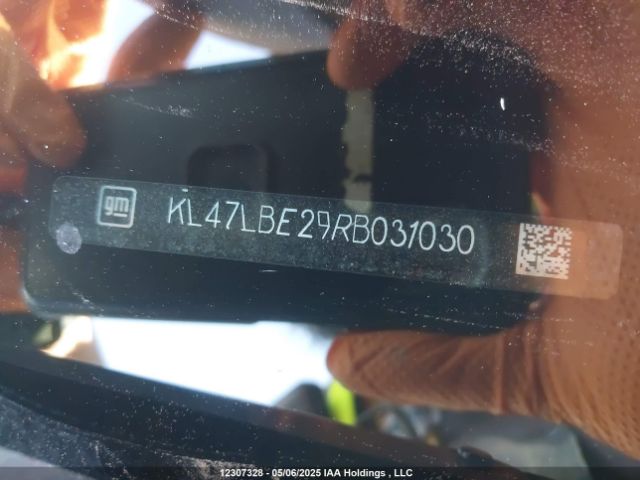 gm KL47LBE29RB031030
12307328 - 05/06/2025 IAA Holdings , LLC